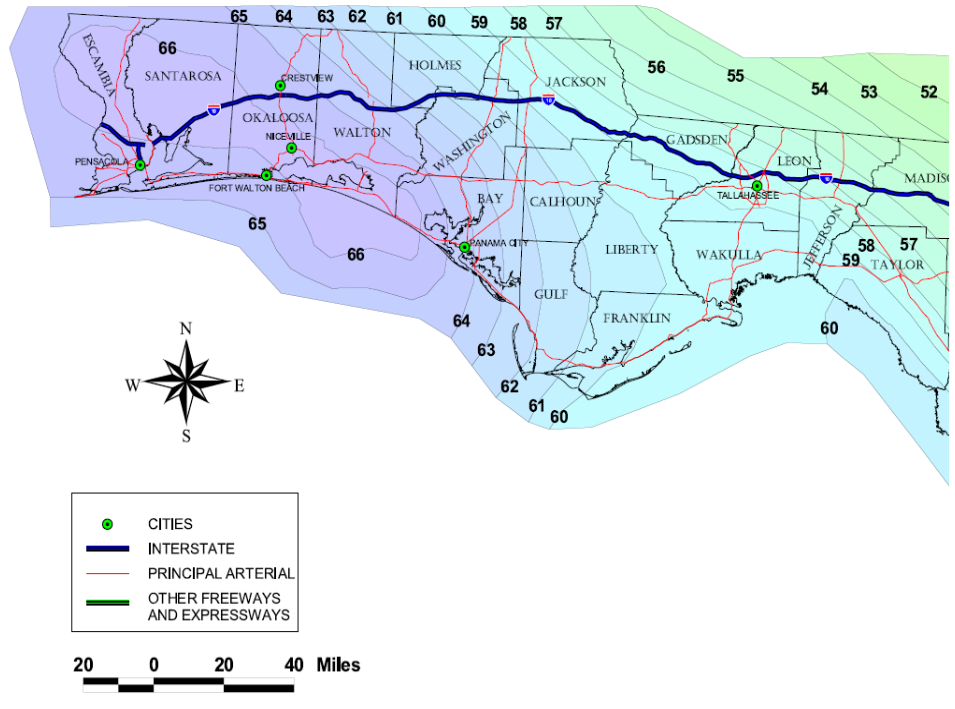 65 64 63 62 61 60 59 58 57
66
ESCAMBIA
SANTAROSA
HOLMES
56
CRESTVIEW
JACKSON
55
54
53
52
10
OKALOOSA
NICEVILLE
WALTON
WASHINGTON
GADSDEN
LEON
PENSACOLA
FORT WALTON BEACH
TALLAHASSEE
MADISC
BAY
CALHOUN
65
66
PANAMA CITY
LIBERTY
WAKULLA
JEFFERSON
58
57
59
TAYLOR
GULF
FRANKLIN
64
60
63
62
61
60
N
W E
S
CITIES
INTERSTATE
PRINCIPAL ARTERIAL
OTHER FREEWAYS
AND EXPRESSWAYS
20 0 20 40 Miles